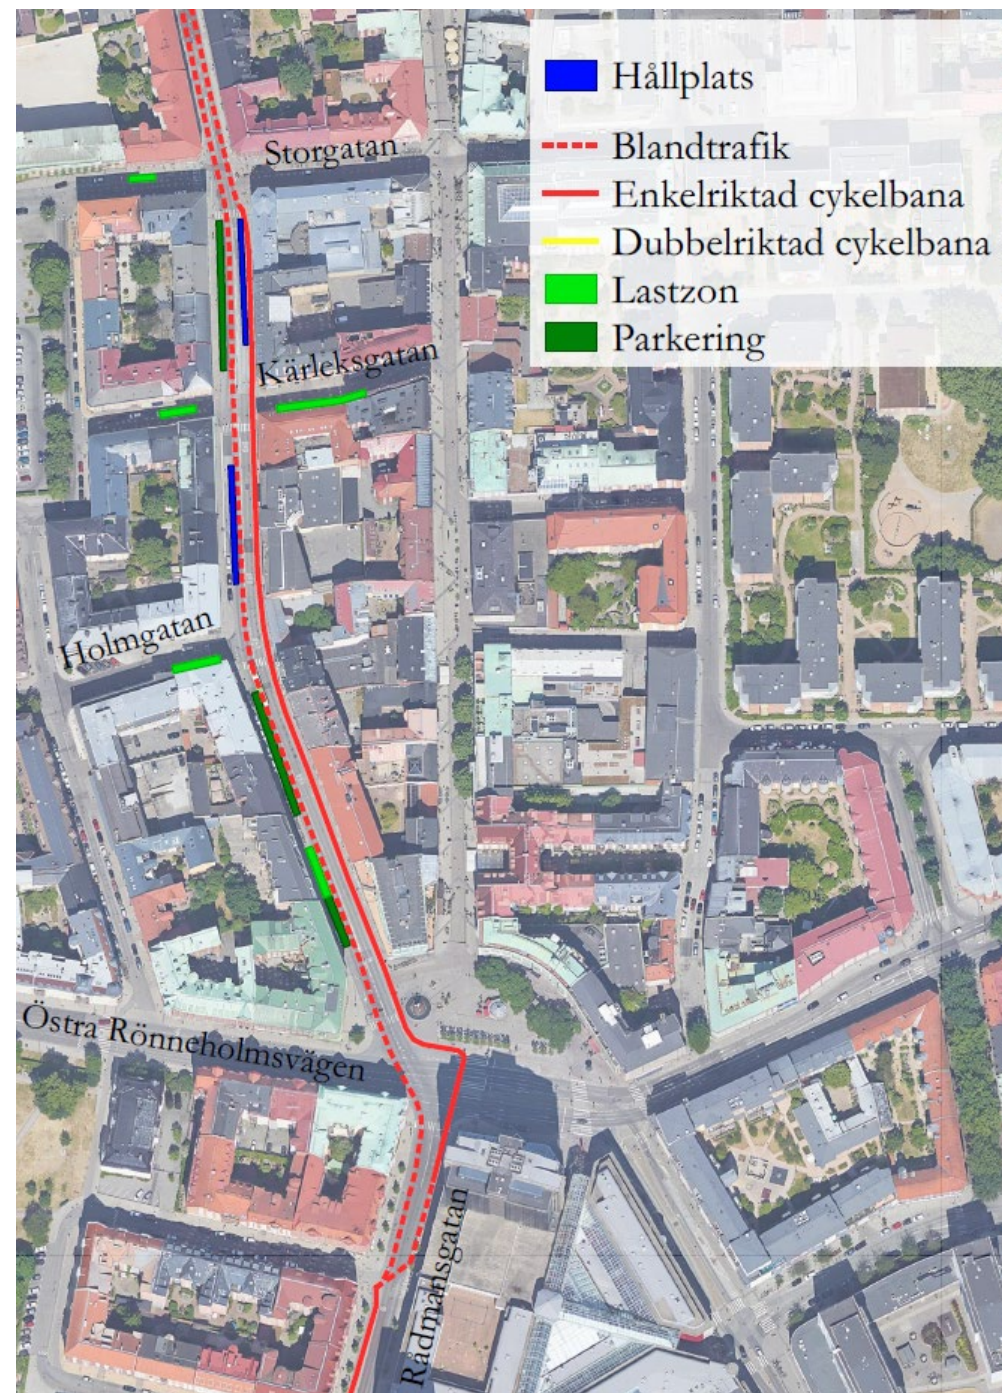 Hållplats
Blandtrafik
Enkelriktad cykelbana
Dubbelriktad cykelbana
Lastzon
Parkering
Storgatan
Kärleksgatan
Holmgatan
Östra Rönneholmsvägen
Rådmansgatan